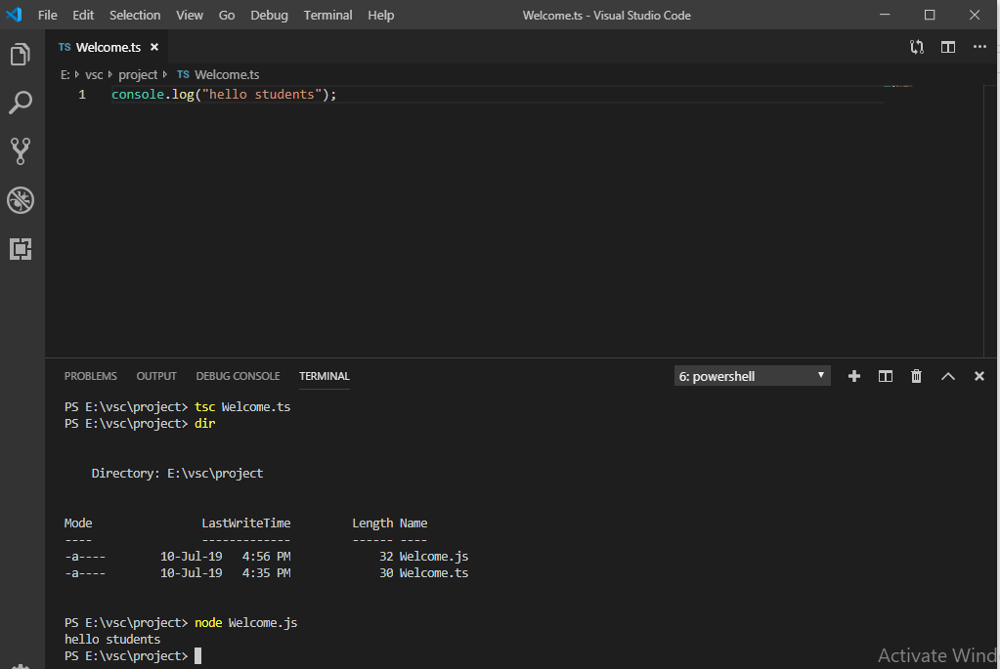 File Edit Selection View Go Debug Terminal Help Welcome.ts - Visual Studio Code
TS Welcome.ts
E: vsc project TS Welcome.ts
1 console.log("hello students");
PROBLEMS OUTPUT DEBUG CONSOLE TERMINAL 6: powershell
PS E:\vsc\project> tsc Welcome.ts
PS E:\vsc\project> dir
Directory: E:\vsc\project
Mode LastWriteTime Length Name
---- ------------- ------ ----
-a---- 10-Jul-19 4:56 PM 32 Welcome.js
-a---- 10-Jul-19 4:35 PM 30 Welcome.ts
PS E:\vsc\project> node Welcome.js
hello students
PS E:\vsc\project>
Activate Wind